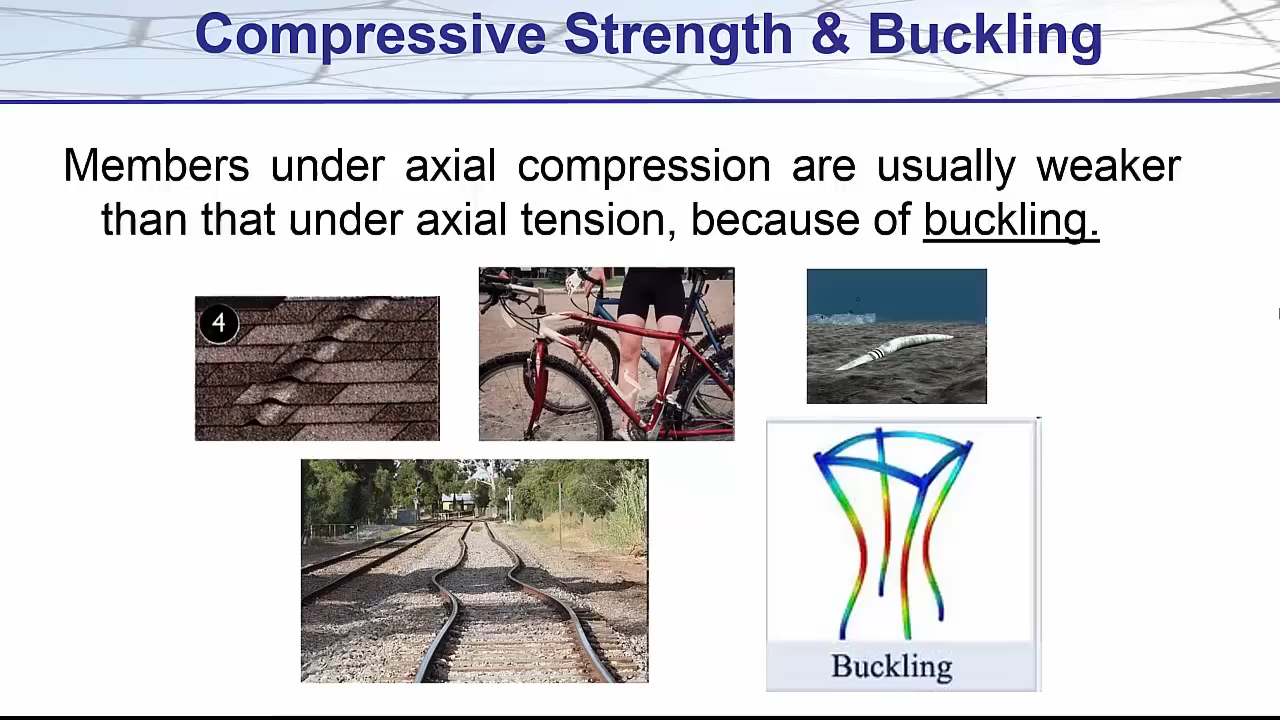 Compressive Strength & Buckling
Members under axial compression are usually weaker
than that under axial tension, because of buckling.
4
Buckling